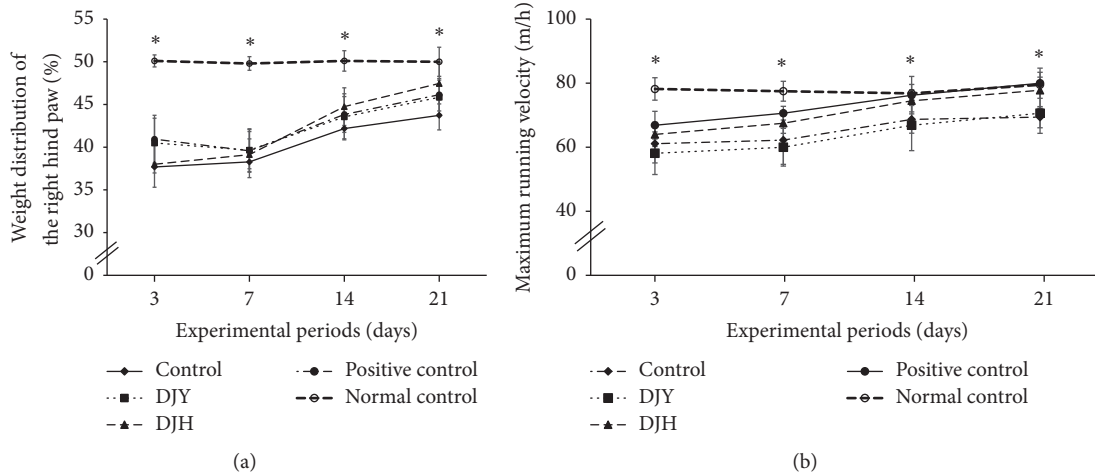 Weight distribution of
the right hind paw (%)
55
50
45
40
35
30
0
* * * *
3 7 14 21
Experimental periods (days)
Control
DJY
DJH
Positive control
Normal control
(a)
Maximum running velocity (m/h)
100
80
60
40
0
* * * *
3 7 14 21
Experimental periods (days)
Control
DJY
DJH
Positive control
Normal control
(b)